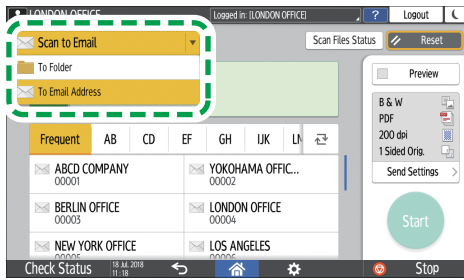 LONDON OFFICE
Logged in: [LONDON OFFICE]
?
Logout
Scan to Email
Scan Files Status
Reset
To Folder
To Email Address
Preview
B & W
PDF
200 dpi
1 Sided Orig.
Send Settings
Frequent
AB
CD
EF
GH
IJK
LN
ABCD COMPANY
00001
YOKOHAMA OFFIC...
00002
BERLIN OFFICE
00003
LONDON OFFICE
00004
NEW YORK OFFICE
00005
LOS ANGELES
00006
Start
Check Status
18 Jul. 2018
11:18
Stop